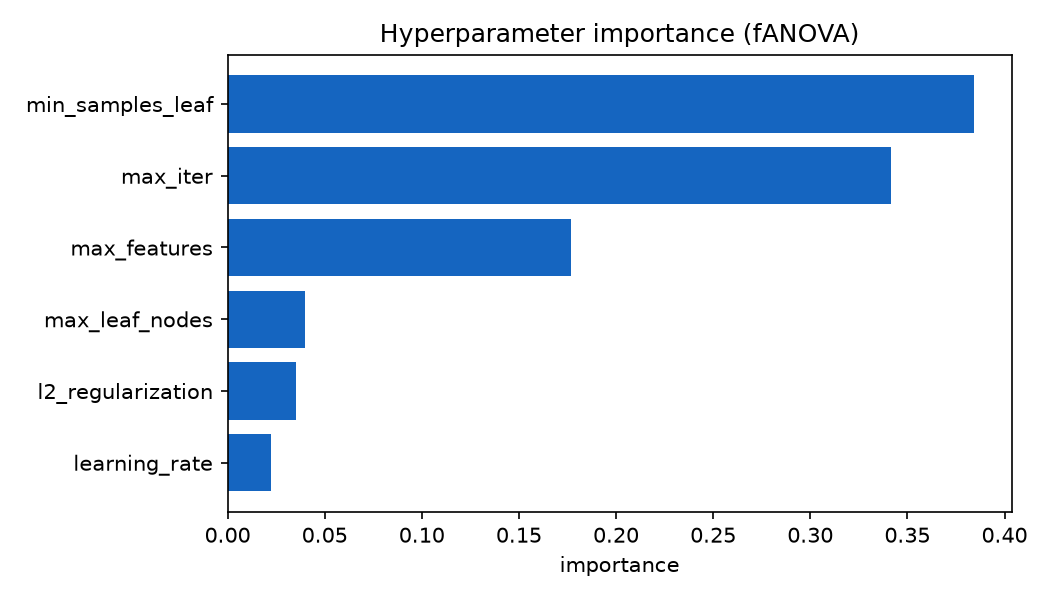 Hyperparameter importance (fANOVA)
min_samples_leaf
max_iter
max_features
max_leaf_nodes
l2_regularization
learning_rate
0.00 0.05 0.10 0.15 0.20 0.25 0.30 0.35 0.40
importance